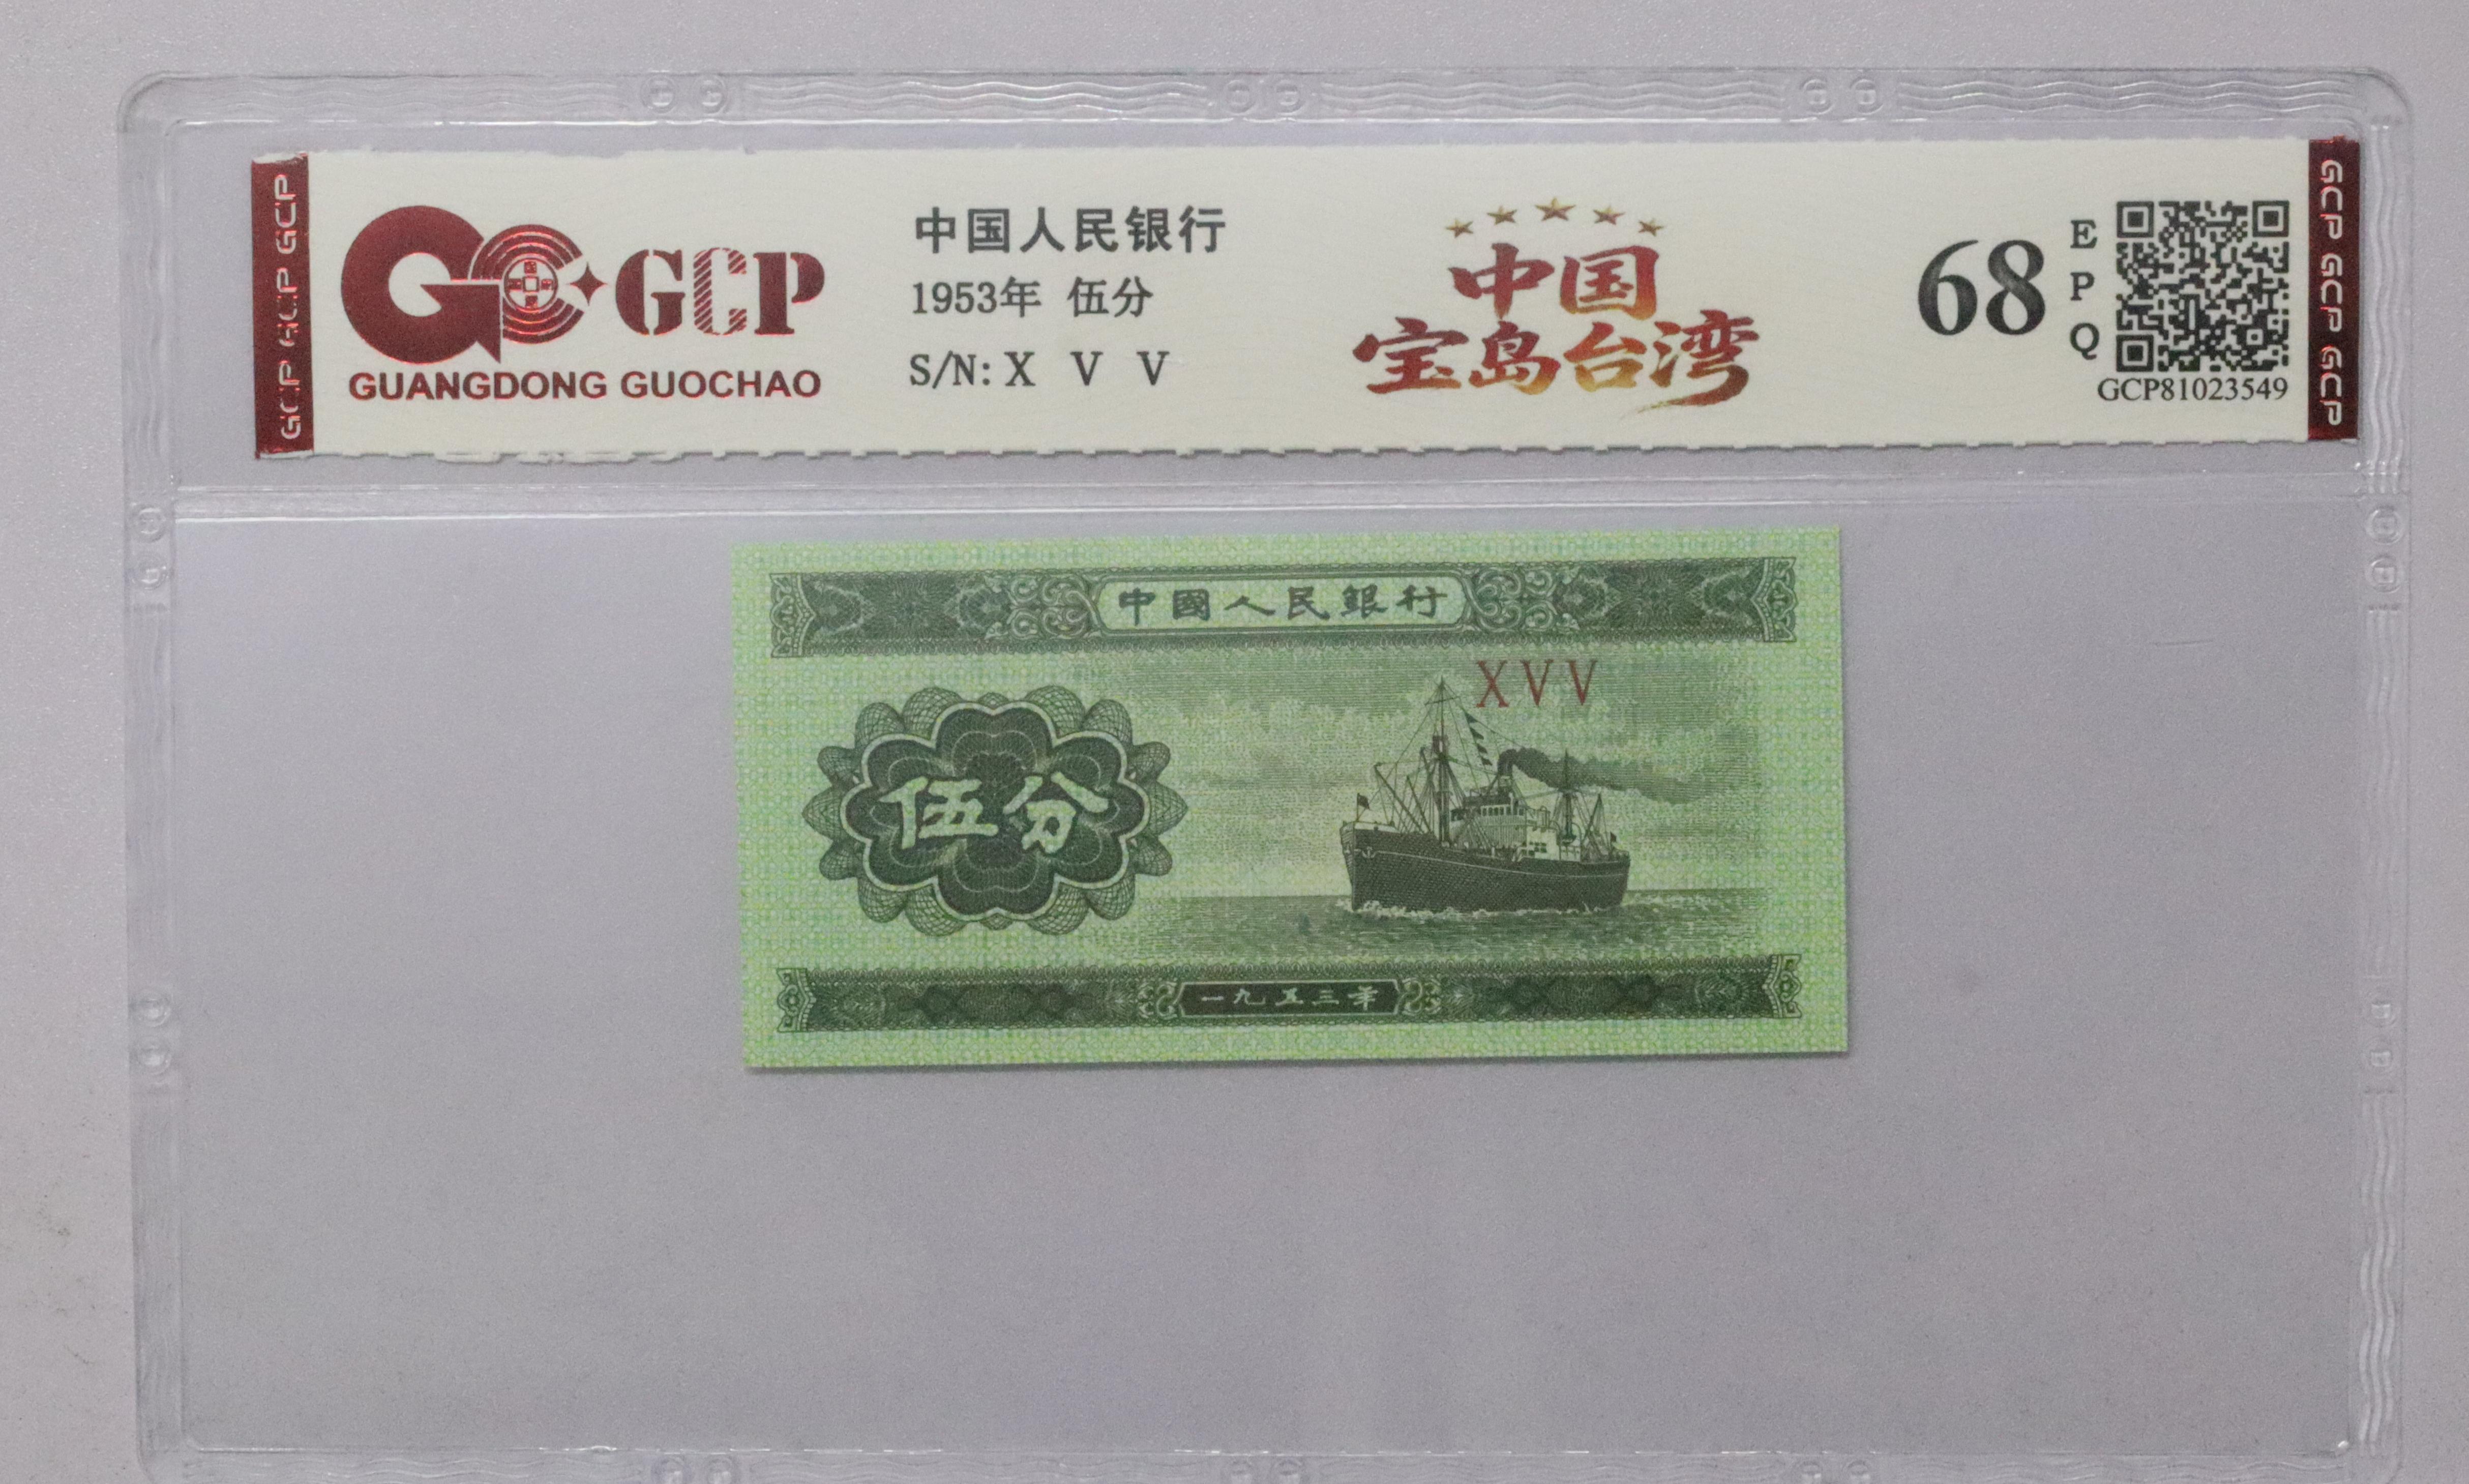 GCP GCP GCP
GCP
GUANGDONG GUOCHAO
中国人民银行
1953年 伍分
S/N: X V V
中国
宝岛台湾
68
E
P
Q
GCP81023549
GCP GCP GCP
中國人民銀行
XVV
伍分
一九五三年